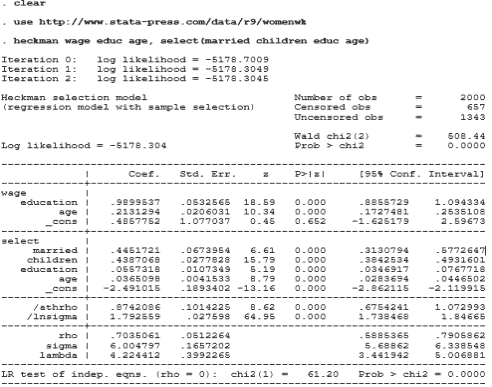 . clear
. use http://www.stata-press.com/data/r9/womenwk
. heckman wage educ age, select(married children educ age)
Iteration 0: log likelihood = -5178.7009
Iteration 1: log likelihood = -5178.3049
Iteration 2: log likelihood = -5178.3045
Heckman selection model Number of obs = 2000
(regression model with sample selection) Censored obs = 657
Uncensored obs = 1343
Wald chi2(2) = 508.44
Log likelihood = -5178.304 Prob > chi2 = 0.0000
| Coef. Std. Err. z P>|z| [95% Conf. Interval]
wage |
education | .9899537 .0532565 18.59 0.000 .8855729 1.094334
age | .2131294 .0206031 10.34 0.000 .1727481 .2535108
_cons | .4857752 1.077037 0.45 0.652 -1.625179 2.59673
select |
married | .4451721 .0673954 6.61 0.000 .3130794 .5772647
children | .4387068 .0277828 15.79 0.000 .3842534 .4931601
education | .0557318 .0107349 5.19 0.000 .0346917 .0767718
age | .0365098 .0041533 8.79 0.000 .0283694 .0446502
_cons | -2.491015 .1893402 -13.16 0.000 -2.862115 -2.119915
/athrho | .8742086 .1014225 8.62 0.000 .6754241 1.072993
/lnsigma | 1.792559 .027598 64.95 0.000 1.738468 1.84665
rho | .7035061 .0512264 .5885365 .7905862
sigma | 6.004797 .1657202 5.68862 6.338548
lambda | 4.224412 .3992265 3.441942 5.006881
LR test of indep. eqns. (rho = 0): chi2(1) = 61.20 Prob > chi2 = 0.0000